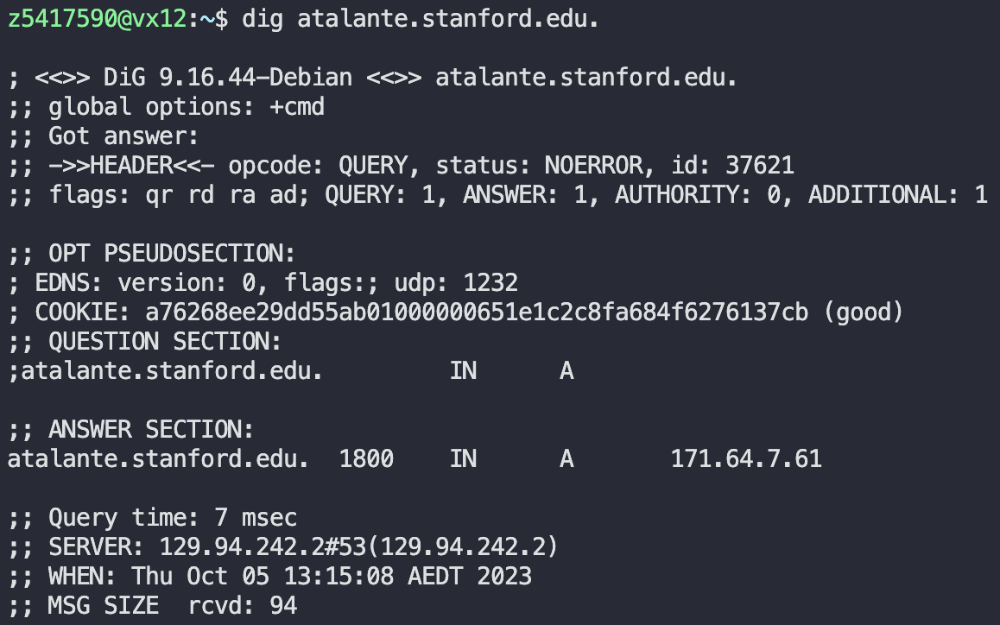 z5417590@vx12:~$ dig atalante.stanford.edu.
; <<>> DiG 9.16.44-Debian <<>> atalante.stanford.edu.
;; global options: +cmd
;; Got answer:
;; ->>HEADER<<- opcode: QUERY, status: NOERROR, id: 37621
;; flags: qr rd ra ad; QUERY: 1, ANSWER: 1, AUTHORITY: 0, ADDITIONAL: 1
;; OPT PSEUDOSECTION:
; EDNS: version: 0, flags:; udp: 1232
; COOKIE: a76268ee29dd55ab01000000651e1c2c8fa684f6276137cb (good)
;; QUESTION SECTION:
;atalante.stanford.edu. IN A
;; ANSWER SECTION:
atalante.stanford.edu. 1800 IN A 171.64.7.61
;; Query time: 7 msec
;; SERVER: 129.94.242.2#53(129.94.242.2)
;; WHEN: Thu Oct 05 13:15:08 AEDT 2023
;; MSG SIZE  rcvd: 94